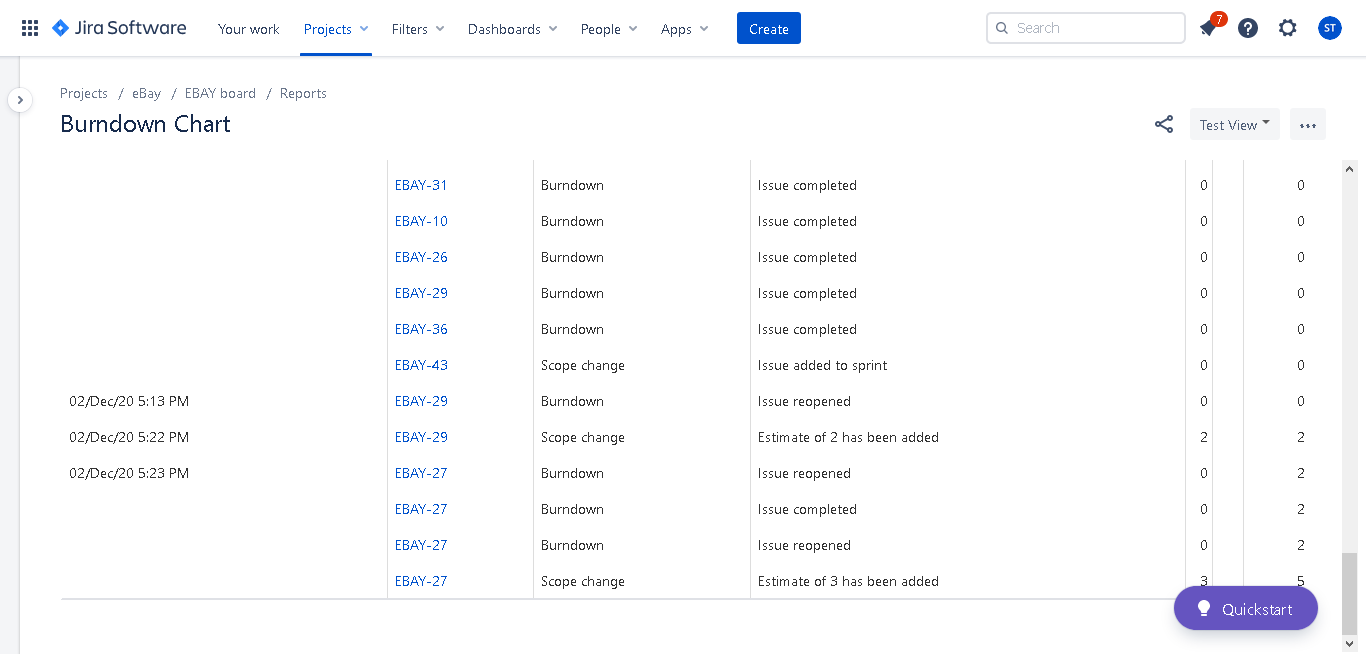 Jira Software Your work Projects Filters Dashboards People Apps Create Search 7 ? ST
Projects / eBay / EBAY board / Reports
Burndown Chart Test View
EBAY-31 Burndown Issue completed 0 0
EBAY-10 Burndown Issue completed 0 0
EBAY-26 Burndown Issue completed 0 0
EBAY-29 Burndown Issue completed 0 0
EBAY-36 Burndown Issue completed 0 0
EBAY-43 Scope change Issue added to sprint 0 0
02/Dec/20 5:13 PM EBAY-29 Burndown Issue reopened 0 0
02/Dec/20 5:22 PM EBAY-29 Scope change Estimate of 2 has been added 2 2
02/Dec/20 5:23 PM EBAY-27 Burndown Issue reopened 0 2
EBAY-27 Burndown Issue completed 0 2
EBAY-27 Burndown Issue reopened 0 2
EBAY-27 Scope change Estimate of 3 has been added 3 5
Quickstart